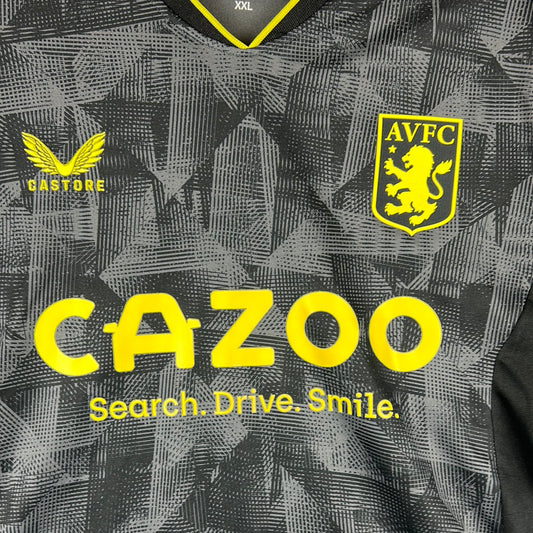 XXL
AVFC
CASTORE
CAZOO
Search. Drive. Smile.